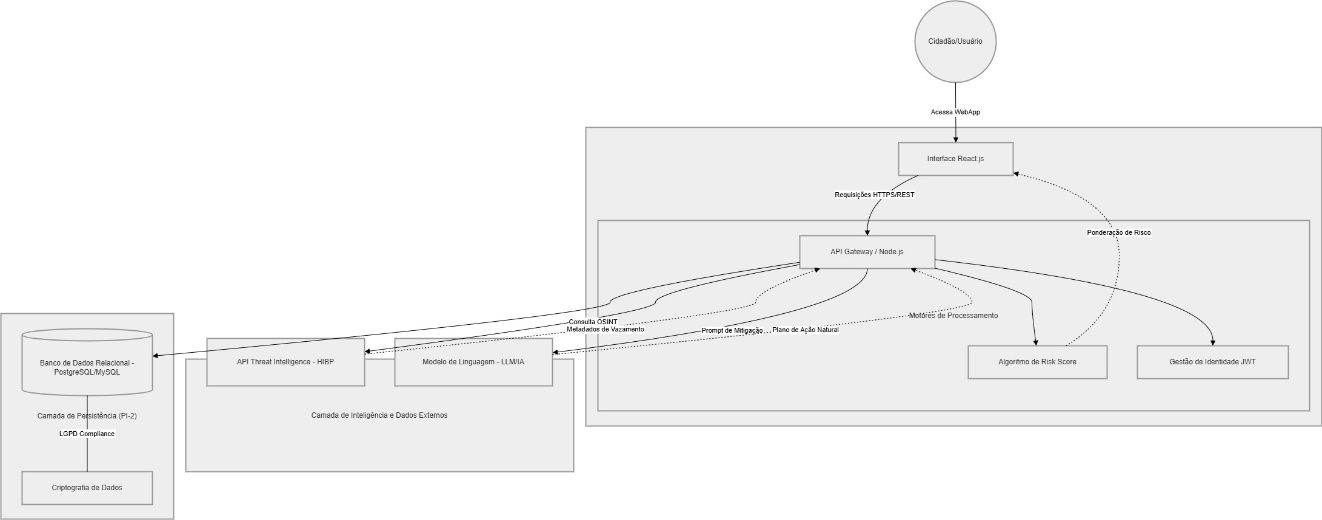 Cidadão/Usuário
Acessa WebApp
Interface React.js
Requisições HTTPS/REST
Ponderação de Risco
API Gateway / Node.js
Motores de Processamento
Consulta OSINT
Metadados de Vazamento
Prompt de Mitigação
Plano de Ação Natural
Banco de Dados Relacional -
PostgreSQL/MySQL
API Threat Intelligence - HIBP
Modelo de Linguagem - LLM/IA
Algoritmo de Risk Score
Gestão de Identidade JWT
Camada de Persistência (PI-2)
Camada de Inteligência e Dados Externos
LGPD Compliance
Criptografia de Dados